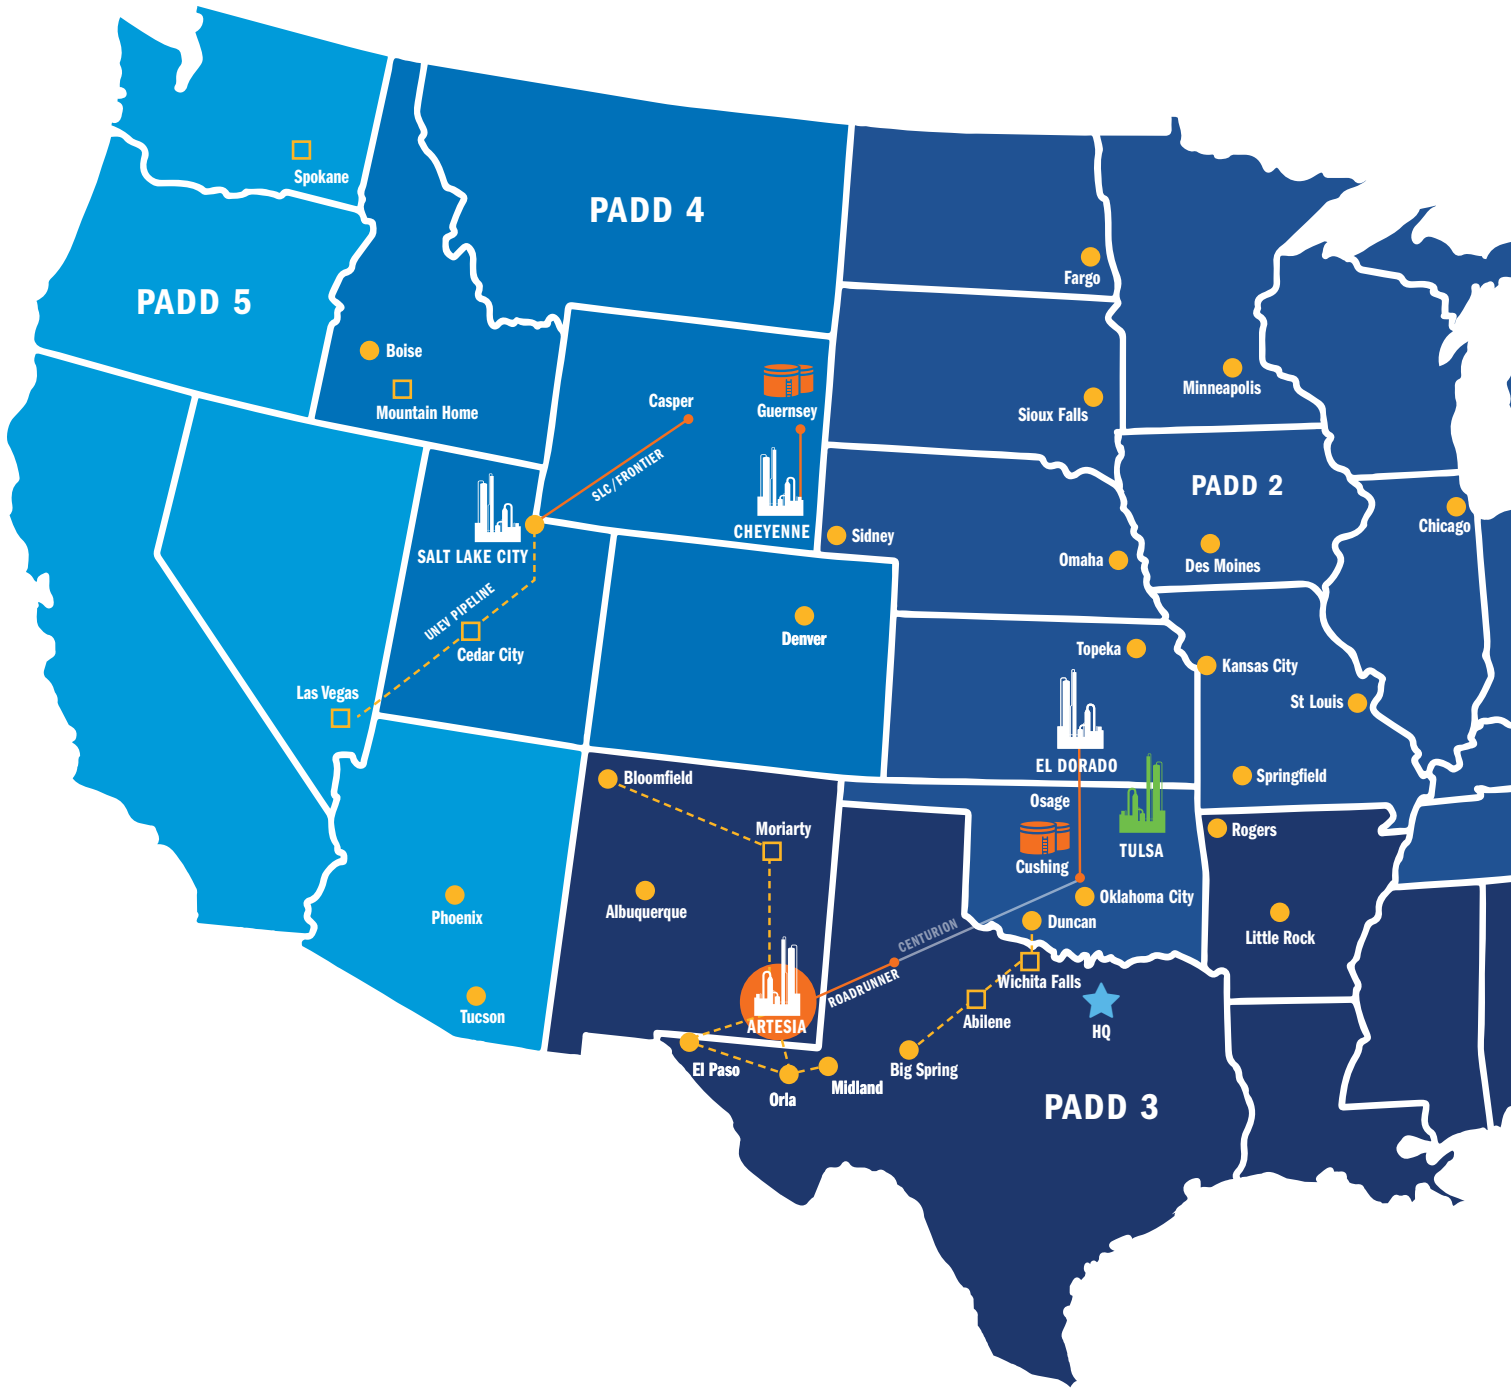 Spokane
PADD 4
PADD 5
Fargo
Boise
Mountain Home
Casper
Guernsey
Minneapolis
Sioux Falls
SLC/FRONTIER
PADD 2
CHEYENNE
Sidney
Chicago
SALT LAKE CITY
Omaha
Des Moines
UNEV PIPELINE
Cedar City
Denver
Topeka
Kansas City
Las Vegas
St Louis
EL DORADO
Bloomfield
Springfield
Osage
Moriarty
Rogers
TULSA
Cushing
Oklahoma City
Albuquerque
Phoenix
Duncan
CENTURION
Little Rock
Wichita Falls
ROADRUNNER
Tucson
Abilene
ARTESIA
HQ
El Paso
Big Spring
Midland
Orla
PADD 3